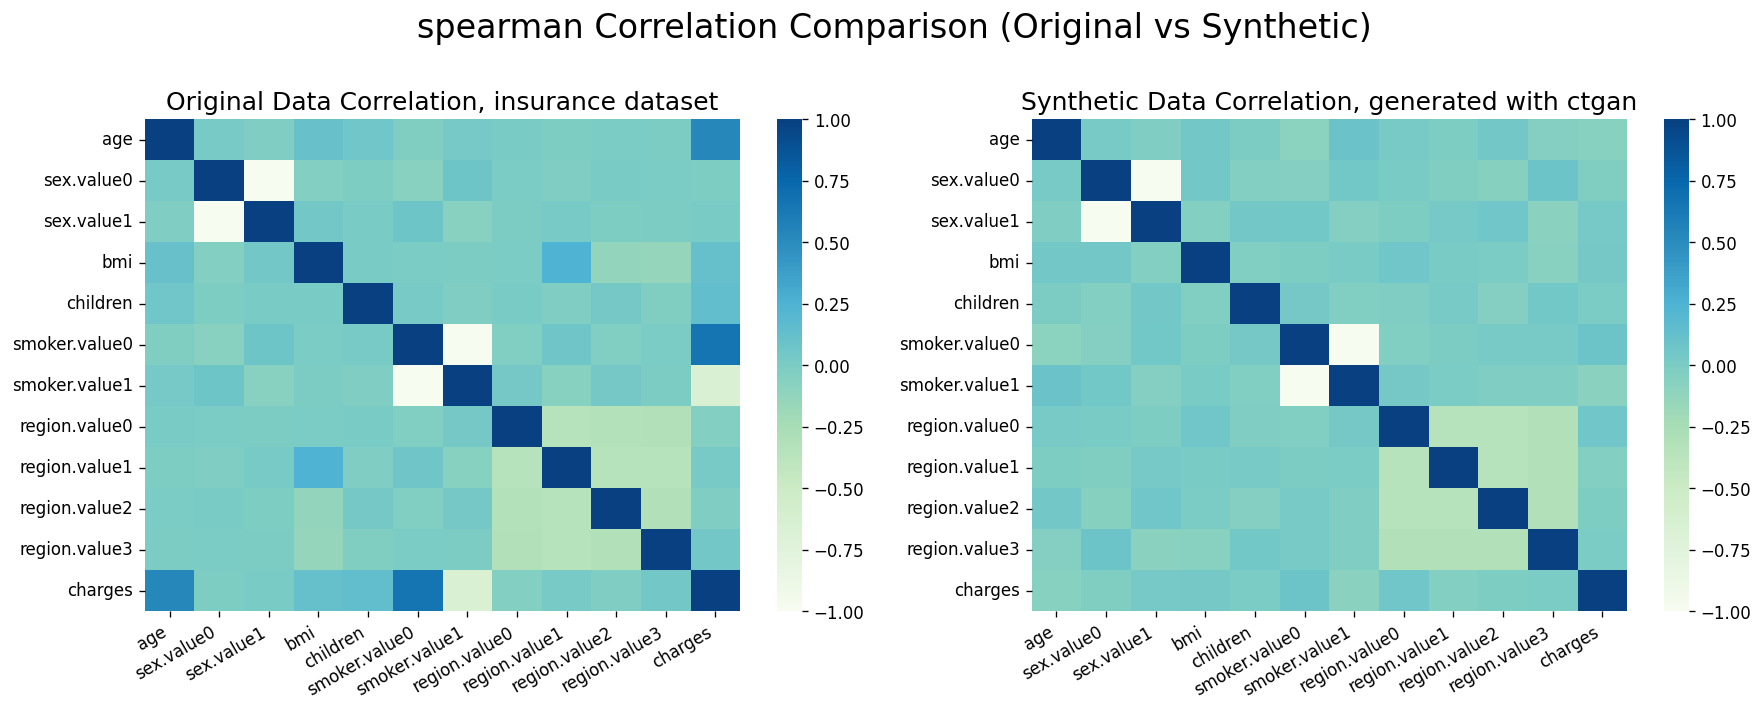 spearman Correlation Comparison (Original vs Synthetic)
Original Data Correlation, insurance dataset
age
sex.value0
sex.value1
bmi
children
smoker.value0
smoker.value1
region.value0
region.value1
region.value2
region.value3
charges
age
sex.value0
sex.value1
bmi
children
smoker.value0
smoker.value1
region.value0
region.value1
region.value2
region.value3
charges
1.00
0.75
0.50
0.25
0.00
−0.25
−0.50
−0.75
−1.00
Synthetic Data Correlation, generated with ctgan
age
sex.value0
sex.value1
bmi
children
smoker.value0
smoker.value1
region.value0
region.value1
region.value2
region.value3
charges
age
sex.value0
sex.value1
bmi
children
smoker.value0
smoker.value1
region.value0
region.value1
region.value2
region.value3
charges
1.00
0.75
0.50
0.25
0.00
−0.25
−0.50
−0.75
−1.00